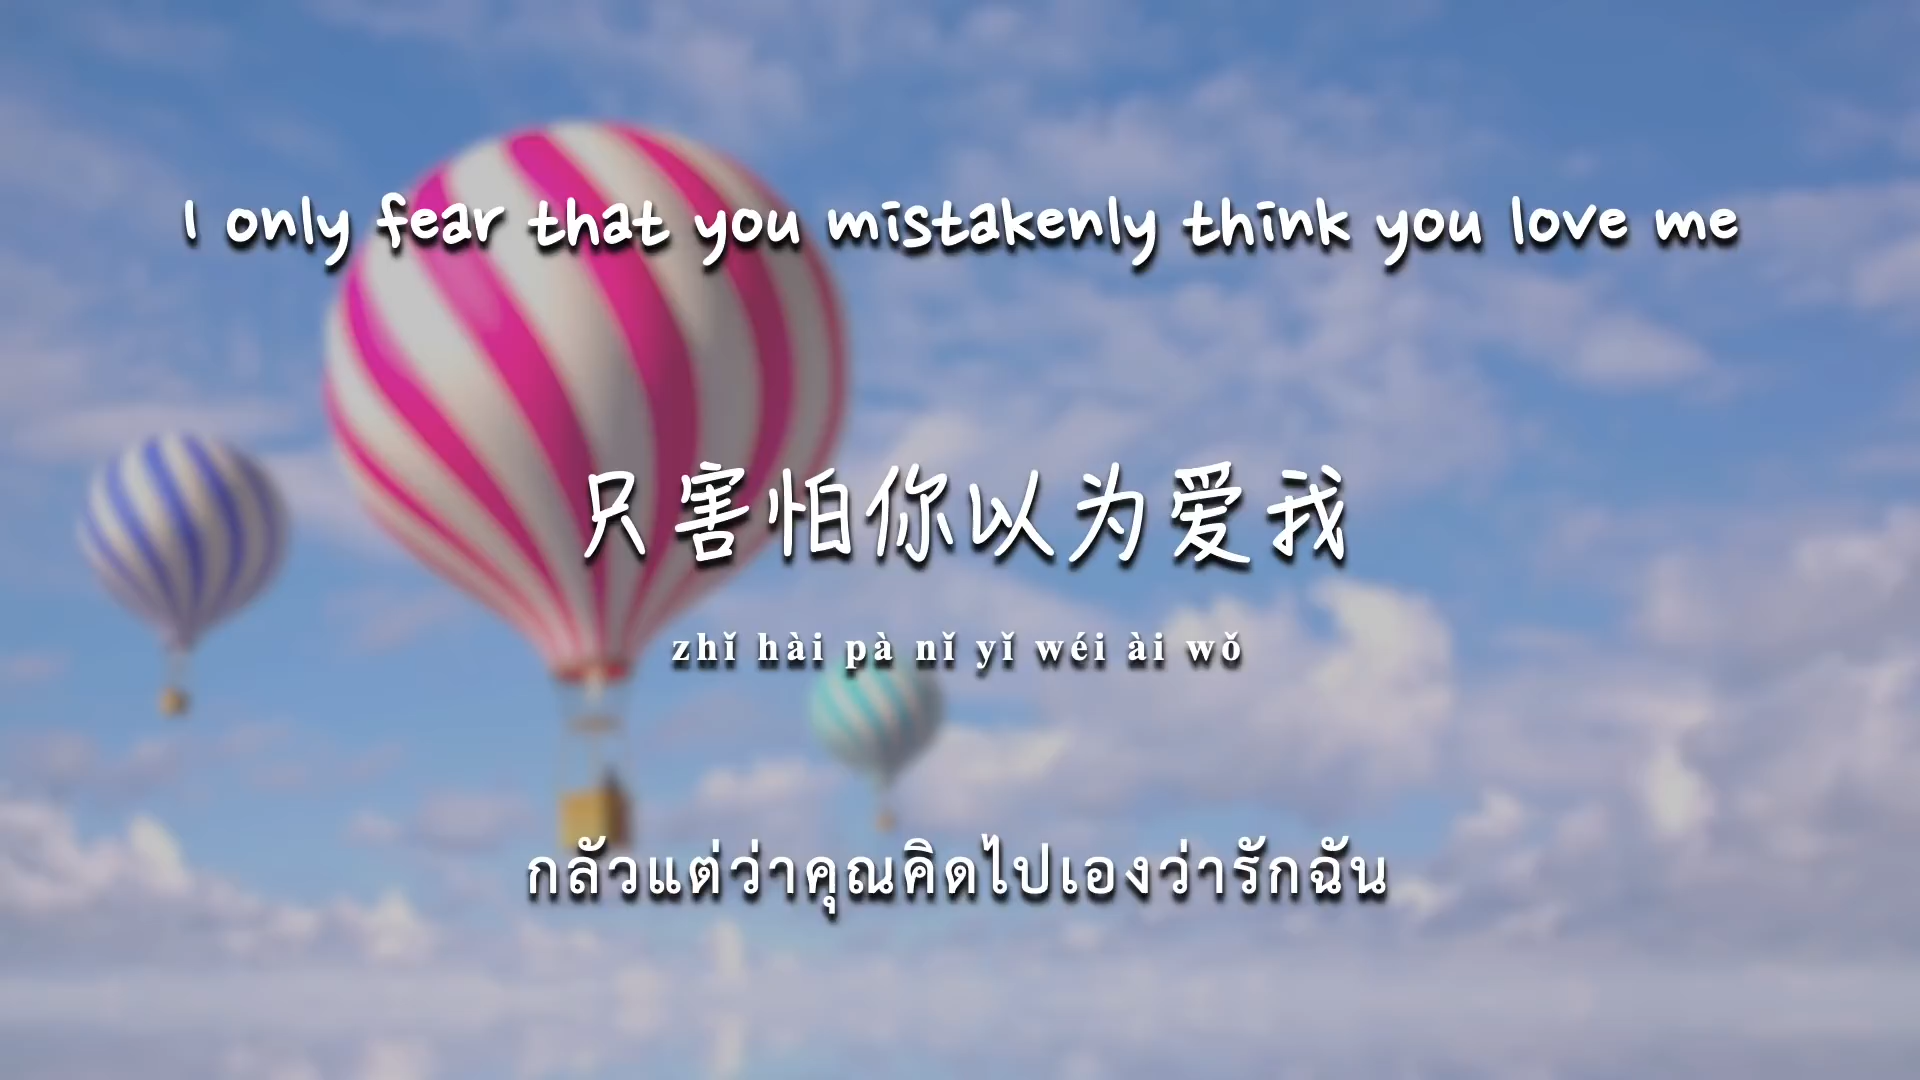 I only fear that you mistakenly think you love me
只害怕你以为爱我
zhǐ hài pà nǐ yǐ wéi ài wǒ
กลัวแต่ว่าคุณคิดไปเองว่ารักฉัน